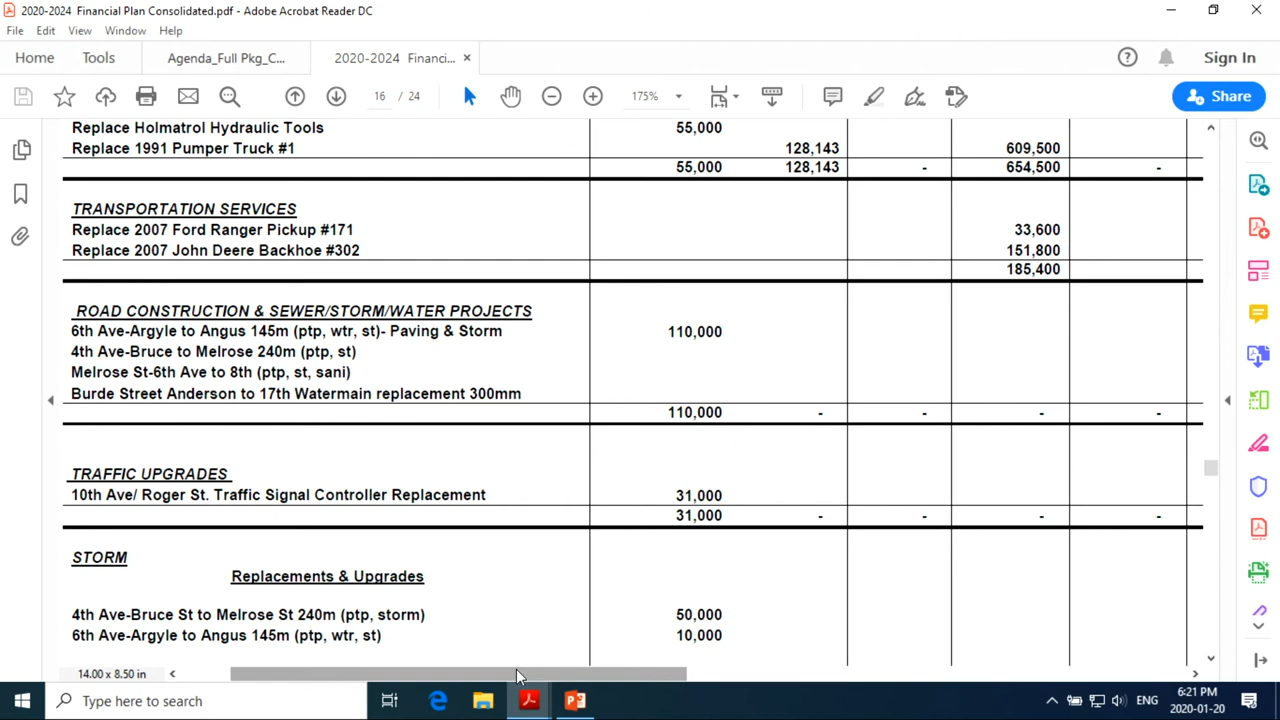 2020-2024 Financial Plan Consolidated.pdf - Adobe Acrobat Reader DC
File Edit View Window Help
Home Tools Agenda_Full Pkg_C... 2020-2024 Financi... × Sign In
16 / 24 175% Share
Replace Holmatrol Hydraulic Tools 55,000
Replace 1991 Pumper Truck #1 128,143 609,500
55,000 128,143 - 654,500 -
TRANSPORTATION SERVICES
Replace 2007 Ford Ranger Pickup #171 33,600
Replace 2007 John Deere Backhoe #302 151,800
185,400
ROAD CONSTRUCTION & SEWER/STORM/WATER PROJECTS
6th Ave-Argyle to Angus 145m (ptp, wtr, st)- Paving & Storm 110,000
4th Ave-Bruce to Melrose 240m (ptp, st)
Melrose St-6th Ave to 8th (ptp, st, sani)
Burde Street Anderson to 17th Watermain replacement 300mm
110,000 - - - -
TRAFFIC UPGRADES
10th Ave/ Roger St. Traffic Signal Controller Replacement 31,000
31,000 - - - -
STORM
Replacements & Upgrades
4th Ave-Bruce St to Melrose St 240m (ptp, storm) 50,000
6th Ave-Argyle to Angus 145m (ptp, wtr, st) 10,000
14.00 x 8.50 in
Type here to search ENG 6:21 PM
2020-01-20